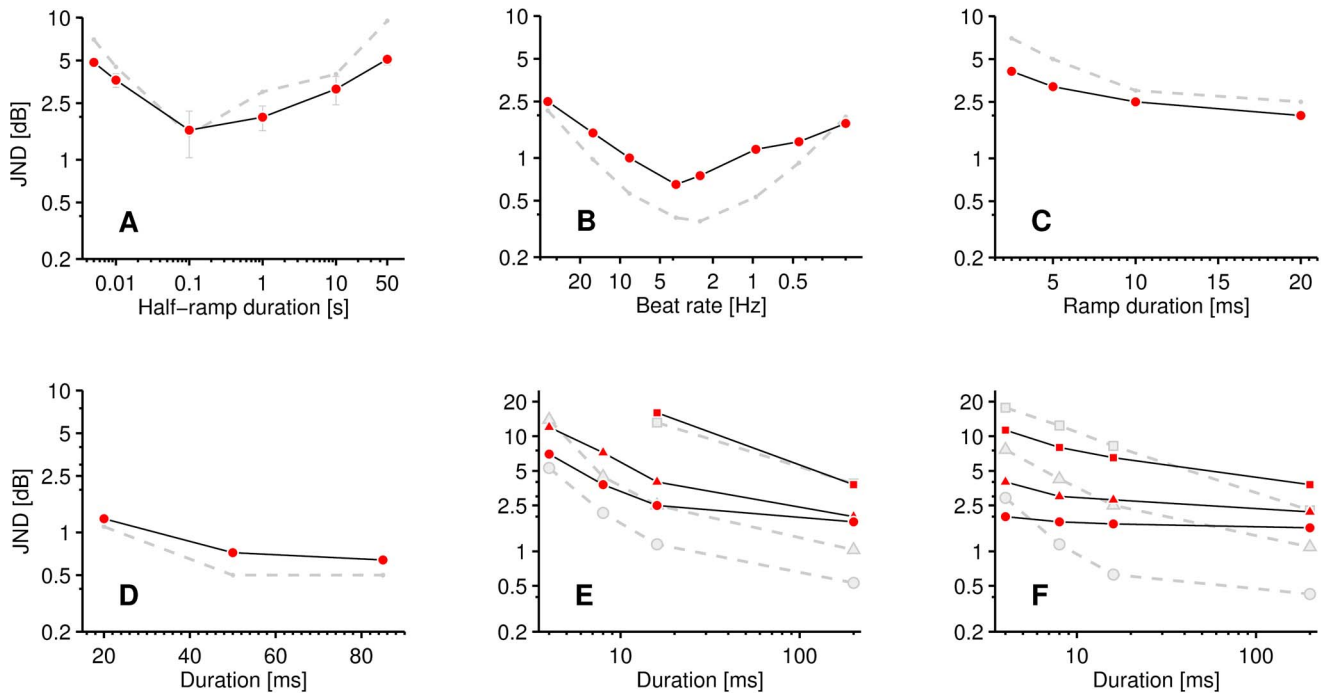 10
5
2.5
1
0.5
0.2
JND [dB]
A
0.01 0.1 1 10 50
Half−ramp duration [s]
10
5
2.5
1
0.5
0.2
B
20 10 5 2 1 0.5
Beat rate [Hz]
10
5
2.5
1
0.5
0.2
C
5 10 15 20
Ramp duration [ms]
10
5
2.5
1
0.5
0.2
JND [dB]
D
20 40 60 80
Duration [ms]
20
10
5
2.5
1
0.5
0.2
E
10 100
Duration [ms]
20
10
5
2.5
1
0.5
0.2
F
10 100
Duration [ms]